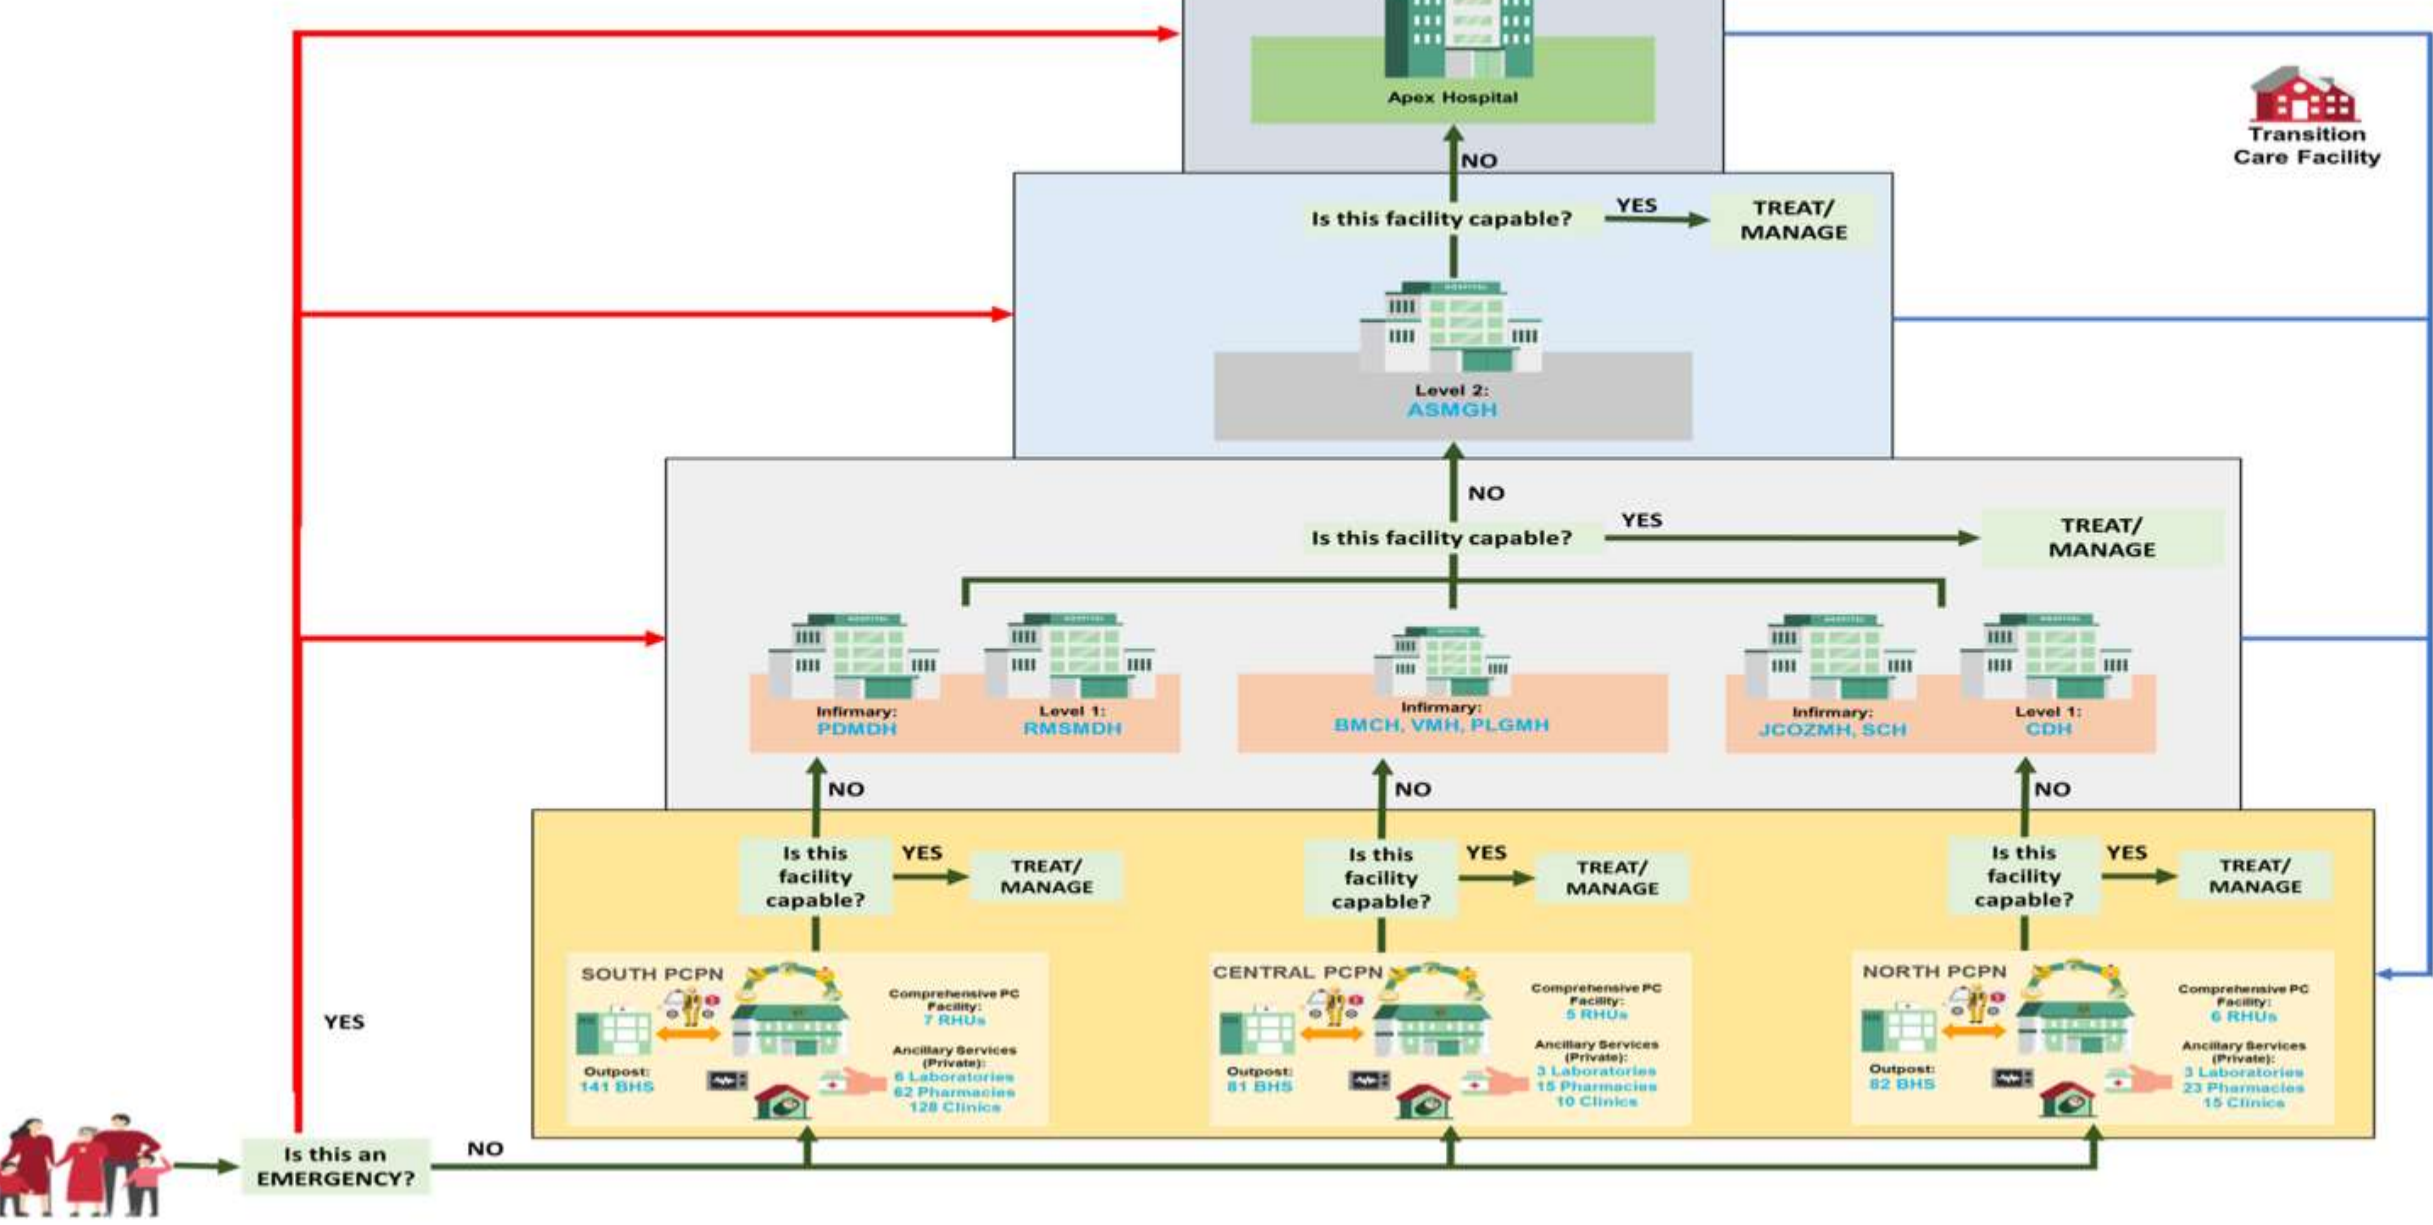 Apex Hospital
Transition
Care Facility
NO
Is this facility capable?
YES
TREAT/
MANAGE
HOSPITAL
Level 2:
ASMGH
NO
Is this facility capable?
YES
TREAT/
MANAGE
HOSPITAL
HOSPITAL
HOSPITAL
HOSPITAL
HOSPITAL
Infirmary:
PDMDH
Level 1:
RMSMDH
Infirmary:
BMCH, VMH, PLGMH
Infirmary:
JCOZMH, SCH
Level 1:
CDH
NO
NO
NO
Is this
facility
capable?
YES
TREAT/
MANAGE
Is this
facility
capable?
YES
TREAT/
MANAGE
Is this
facility
capable?
YES
TREAT/
MANAGE
SOUTH PCPN
Comprehensive PC
Facility:
7 RHUs
Ancillary Services
(Private):
6 Laboratories
62 Pharmacies
128 Clinics
Outpost:
141 BHS
CENTRAL PCPN
Comprehensive PC
Facility:
5 RHUs
Ancillary Services
(Private):
3 Laboratories
15 Pharmacies
10 Clinics
Outpost:
81 BHS
NORTH PCPN
Comprehensive PC
Facility:
6 RHUs
Ancillary Services
(Private):
3 Laboratories
23 Pharmacies
15 Clinics
Outpost:
82 BHS
YES
Is this an
EMERGENCY?
NO